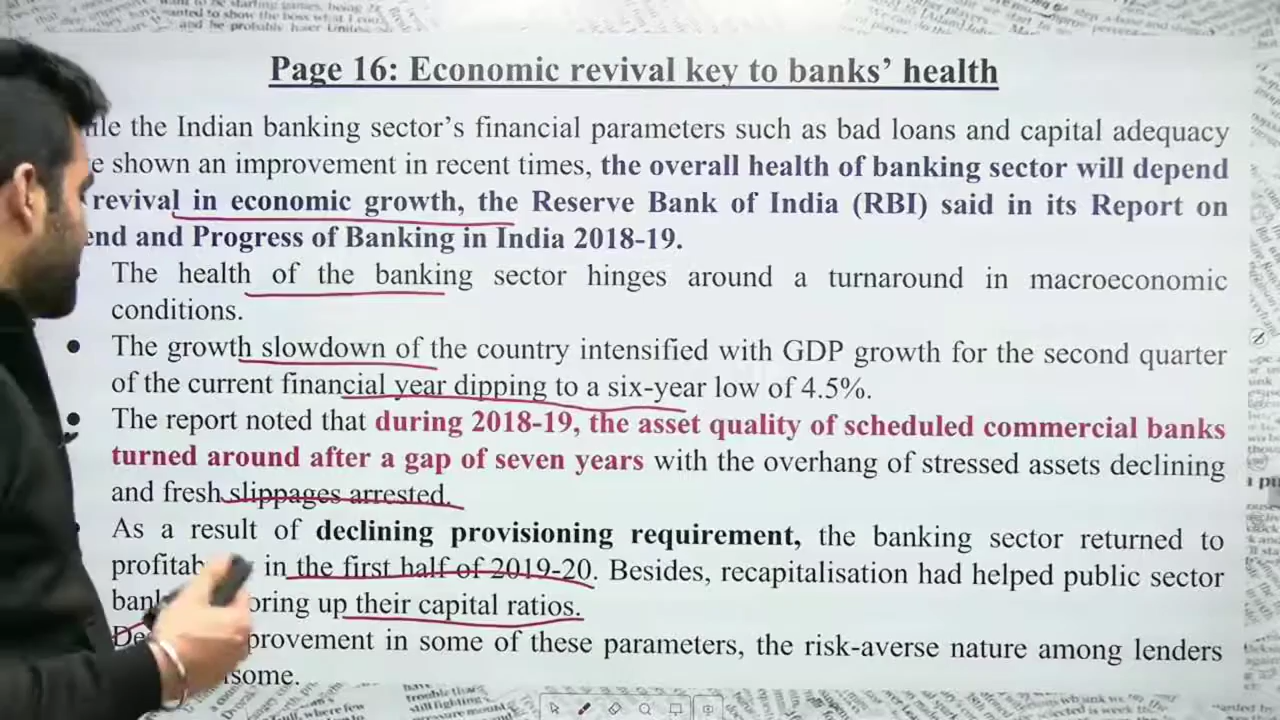 Page 16: Economic revival key to banks’ health
the Indian banking sector’s financial parameters such as bad loans and capital adequacy
shown an improvement in recent times, the overall health of banking sector will depend
revival in economic growth, the Reserve Bank of India (RBI) said in its Report on
and Progress of Banking in India 2018-19.
The health of the banking sector hinges around a turnaround in macroeconomic
conditions.
• The growth slowdown of the country intensified with GDP growth for the second quarter
of the current financial year dipping to a six-year low of 4.5%.
• The report noted that during 2018-19, the asset quality of scheduled commercial banks
turned around after a gap of seven years with the overhang of stressed assets declining
and fresh slippages arrested.
As a result of declining provisioning requirement, the banking sector returned to
in the first half of 2019-20. Besides, recapitalisation had helped public sector
up their capital ratios.
in some of these parameters, the risk-averse nature among lenders